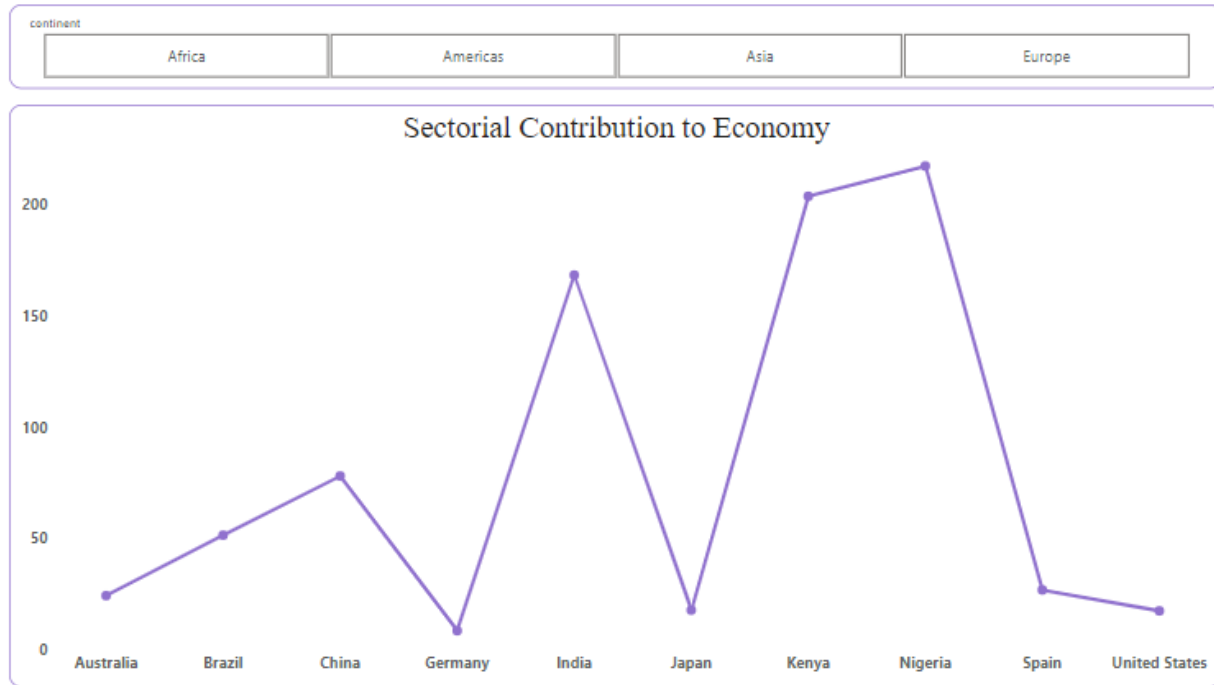 continent
Africa Americas Asia Europe
Sectorial Contribution to Economy
200
150
100
50
0
Australia Brazil China Germany India Japan Kenya Nigeria Spain United States